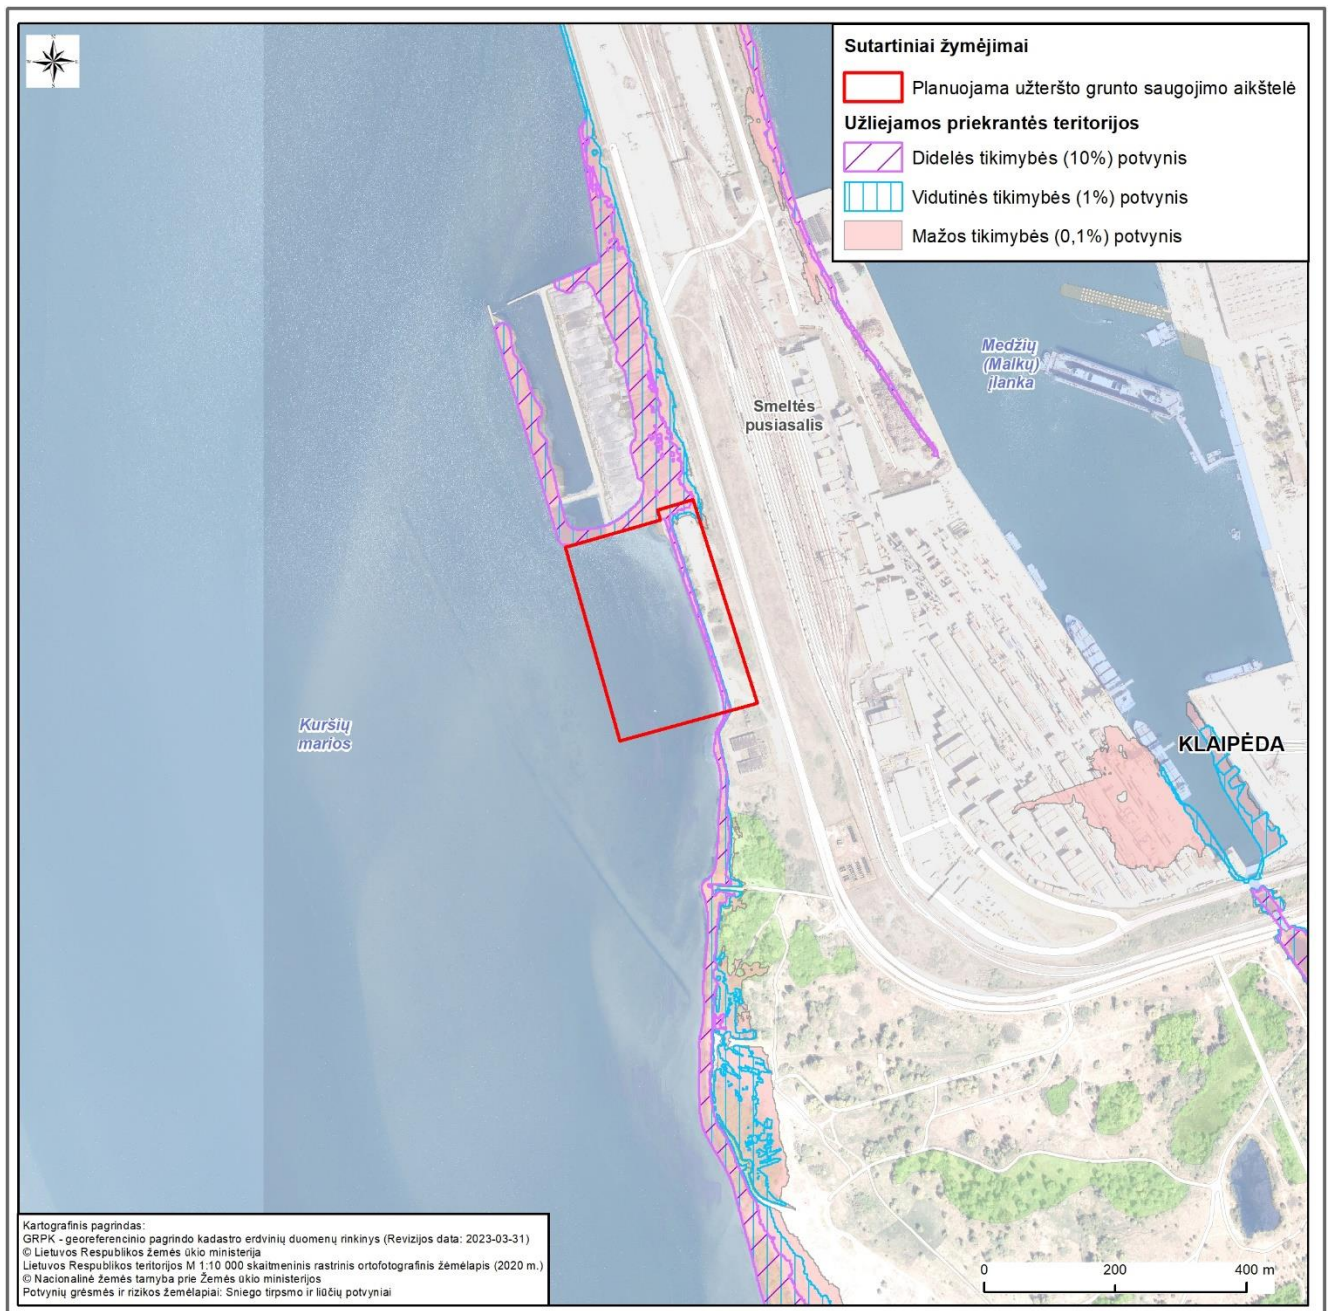 Sutartiniai žymėjimai
Planuojama užteršto grunto saugojimo aikštelė
Užliejamos priekrantės teritorijos
Didelės tikimybės (10%) potvynis
Vidutinės tikimybės (1%) potvynis
Mažos tikimybės (0,1%) potvynis
Medžių
(Malkų)
įlanka
Smeltės
pusiasalis
Kuršių
marios
KLAIPĖDA
Kartografinis pagrindas:
GRPK - georeferencinio pagrindo kadastro erdvinių duomenų rinkinys (Revizijos data: 2023-03-31)
© Lietuvos Respublikos žemės ūkio ministerija
Lietuvos Respublikos teritorijos M 1:10 000 skaitmeninis rastrinis ortofotografinis žemėlapis (2020 m.)
© Nacionalinė žemės tarnyba prie Žemės ūkio ministerijos
Potvynių grėsmės ir rizikos žemėlapiai: Sniego tirpsmo ir liūčių potvyniai
0 200 400 m